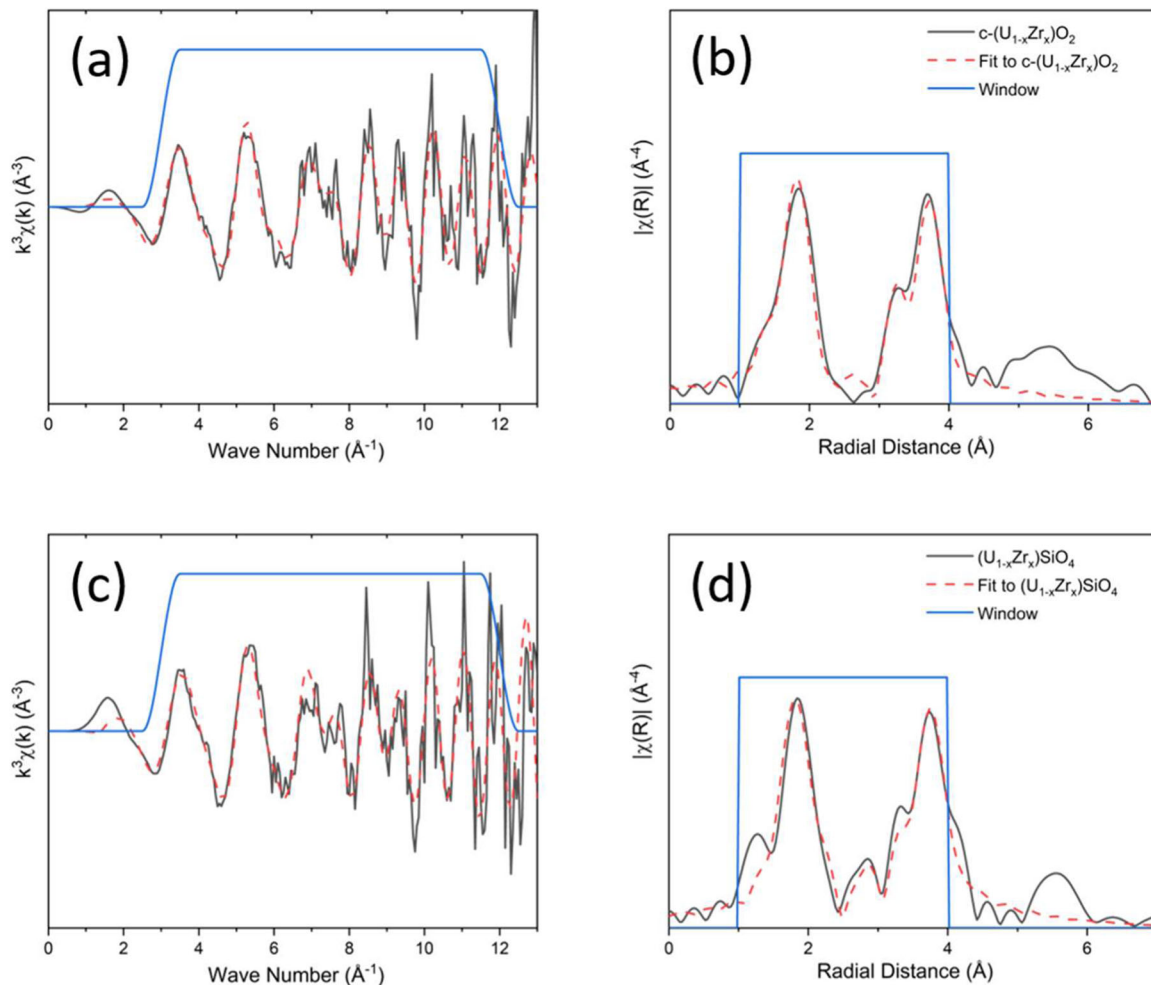 (a)
k³χ(k) (Å⁻³)
0 2 4 6 8 10 12
Wave Number (Å⁻¹)
(b)
c-(U₁₋ₓZrₓ)O₂
Fit to c-(U₁₋ₓZrₓ)O₂
Window
|χ(R)| (Å⁻⁴)
0 2 4 6
Radial Distance (Å)
(c)
k³χ(k) (Å⁻³)
0 2 4 6 8 10 12
Wave Number (Å⁻¹)
(d)
(U₁₋ₓZrₓ)SiO₄
Fit to (U₁₋ₓZrₓ)SiO₄
Window
|χ(R)| (Å⁻⁴)
0 2 4 6
Radial Distance (Å)